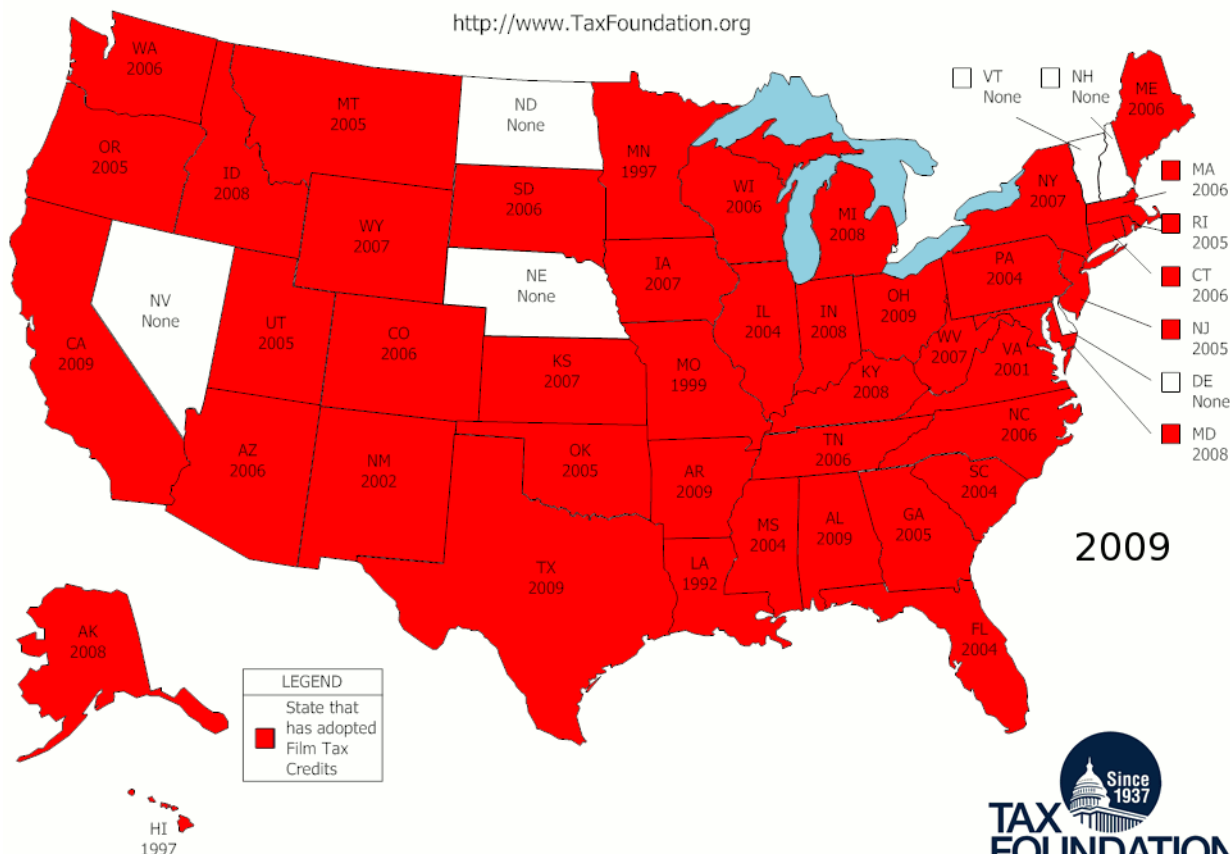 http://www.TaxFoundation.org
WA
2006
MT
2005
ND
None
VT
None
NH
None
ME
2006
OR
2005
ID
2008
MN
1997
WI
2006
MI
2008
NY
2007
MA
2006
SD
2006
WY
2007
RI
2005
IA
2007
PA
2004
CT
2006
NE
None
NV
None
UT
2005
CO
2006
IL
2004
IN
2008
OH
2009
NJ
2005
CA
2009
WV
2007
VA
2001
KS
2007
MO
1999
KY
2008
DE
None
NC
2006
MD
2008
TN
2006
AZ
2006
NM
2002
OK
2005
AR
2009
SC
2004
MS
2004
AL
2009
GA
2005
2009
TX
2009
LA
1992
FL
2004
AK
2008
HI
1997
LEGEND
State that
has adopted
Film Tax
Credits
Since
1937
TAX
FOUNDATION